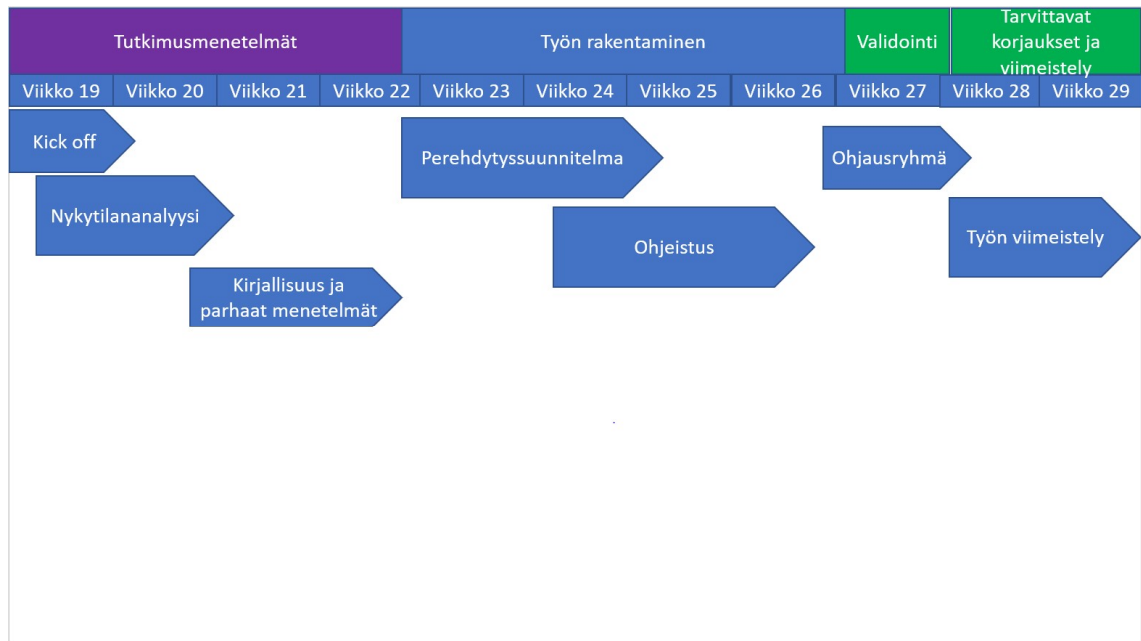 Tutkimusmenetelmät
Työn rakentaminen
Validointi
Tarvittavat
korjaukset ja
viimeistely
Viikko 19
Viikko 20
Viikko 21
Viikko 22
Viikko 23
Viikko 24
Viikko 25
Viikko 26
Viikko 27
Viikko 28
Viikko 29
Kick off
Perehdytyssuunnitelma
Ohjausryhmä
Nykytilananalyysi
Ohjeistus
Työn viimeistely
Kirjallisuus ja
parhaat menetelmät